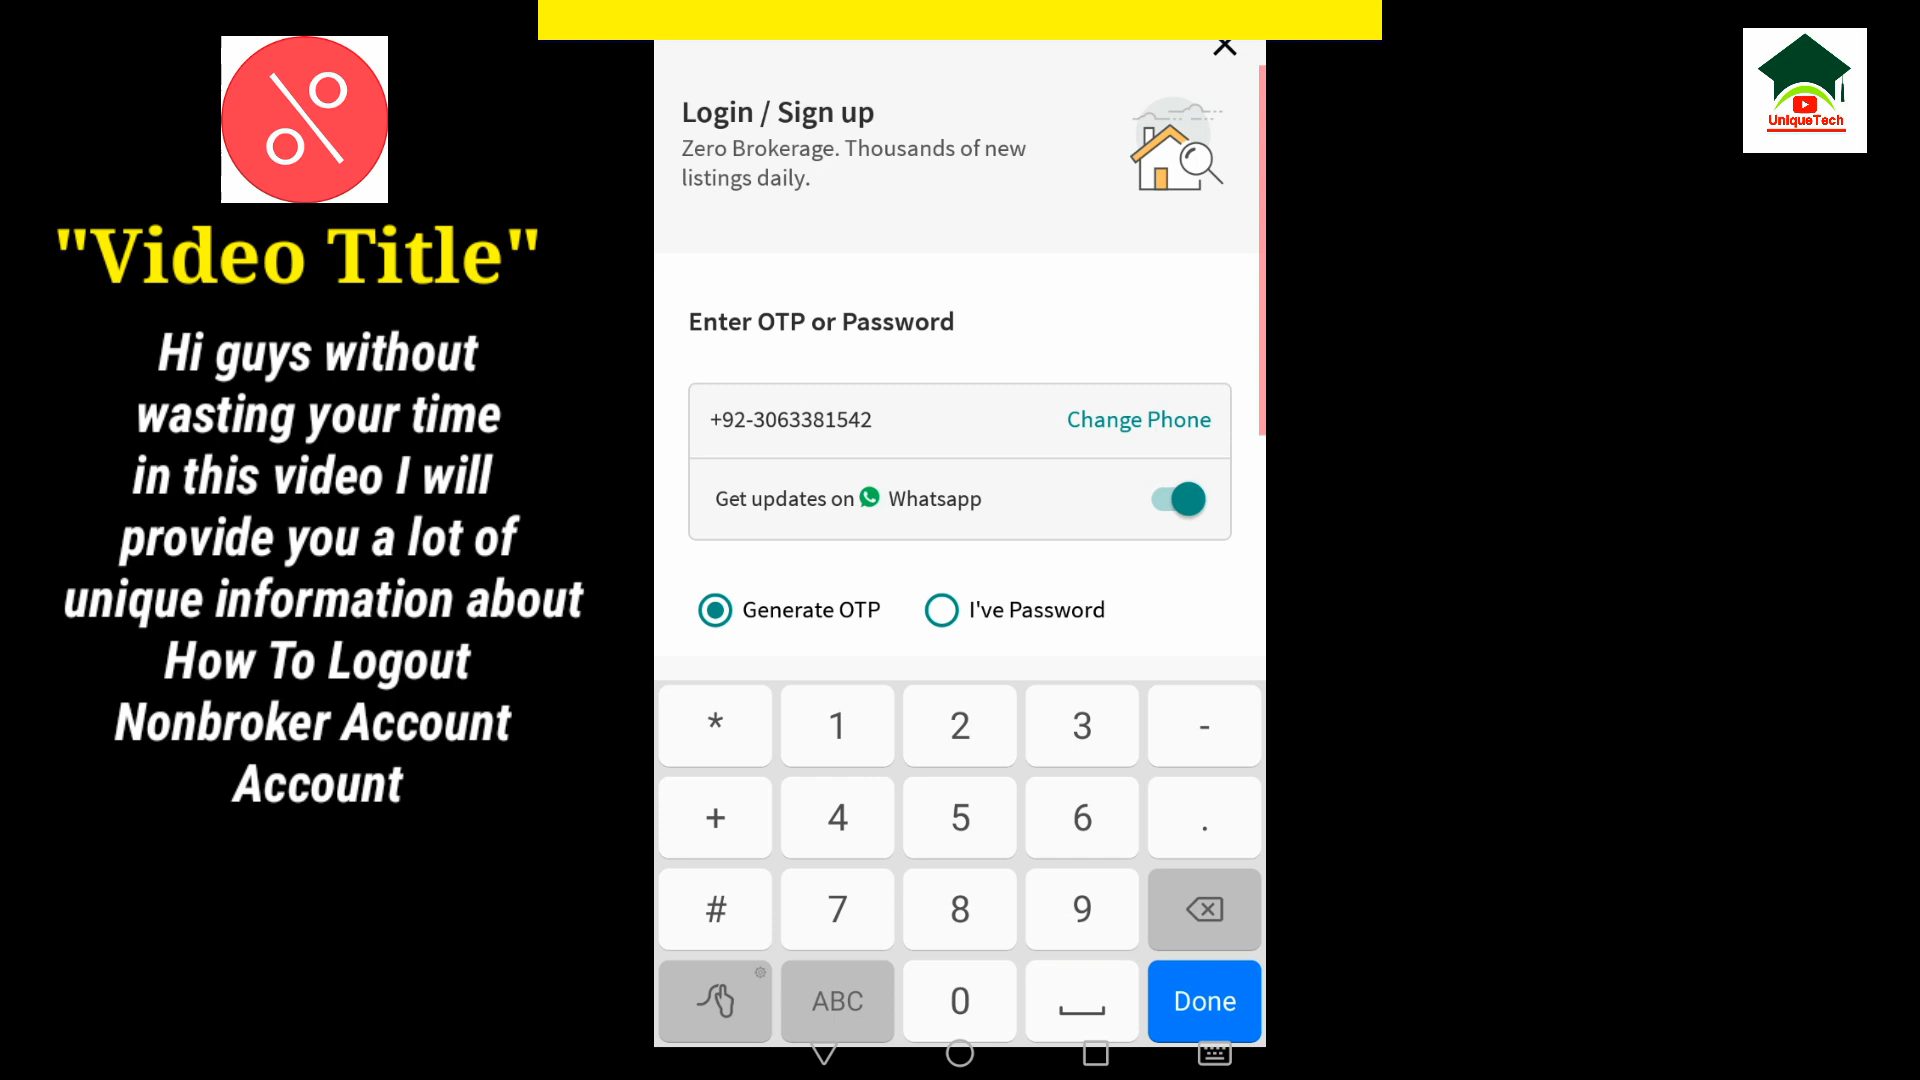 "Video Title"
Hi guys without
wasting your time
in this video I will
provide you a lot of
unique information about
How To Logout
Nonbroker Account
Account
Login / Sign up
Zero Brokerage. Thousands of new
listings daily.
Enter OTP or Password
+92-3063381542 Change Phone
Get updates on Whatsapp
Generate OTP I've Password
* 1 2 3 -
+ 4 5 6 .
# 7 8 9
ABC 0 Done
UniqueTech